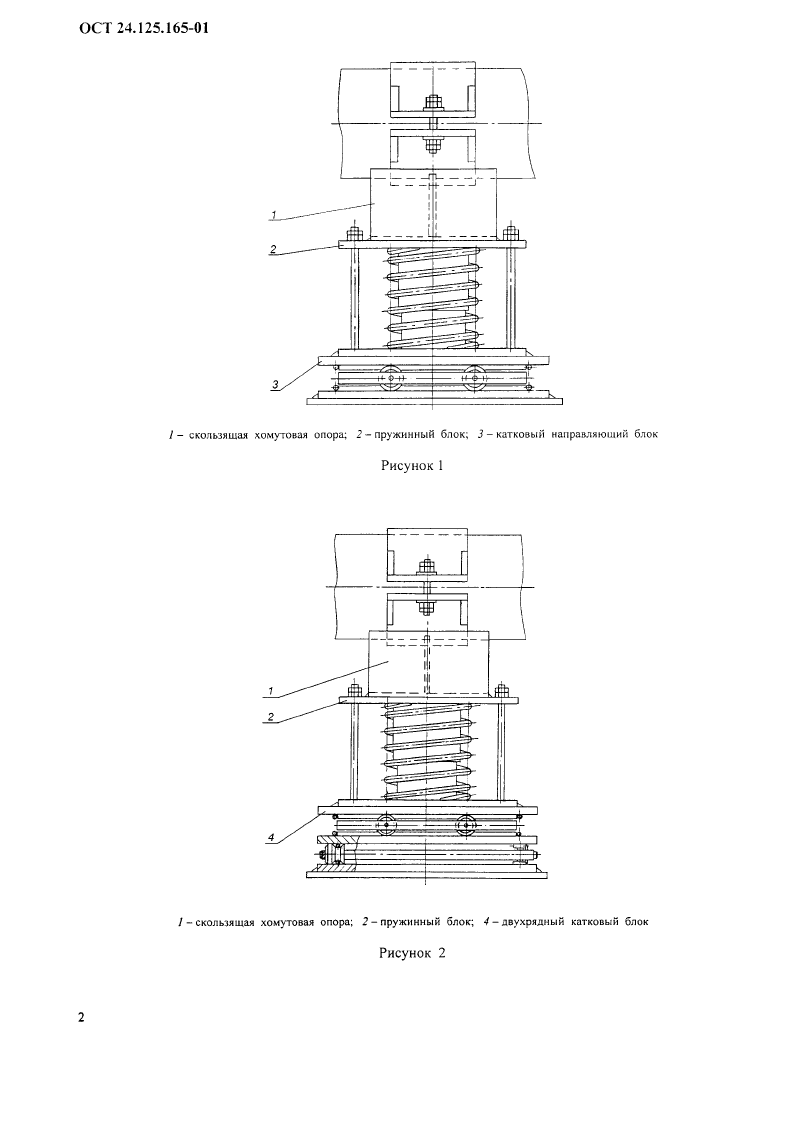 ОСТ 24.125.165-01
1
2
3
1 – скользящая хомутовая опора; 2 – пружинный блок; 3 – катковый направляющий блок
Рисунок 1
1
2
4
1 – скользящая хомутовая опора; 2 – пружинный блок; 4 – двухрядный катковый блок
Рисунок 2
2